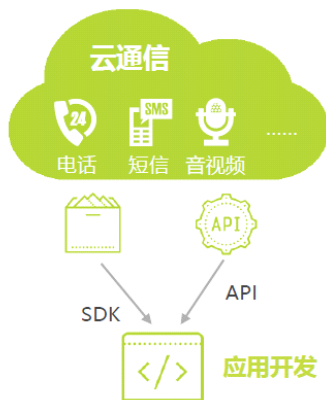 云通信
24
SMS
......
电话 短信 音视频
API
API
SDK
</>
应用开发